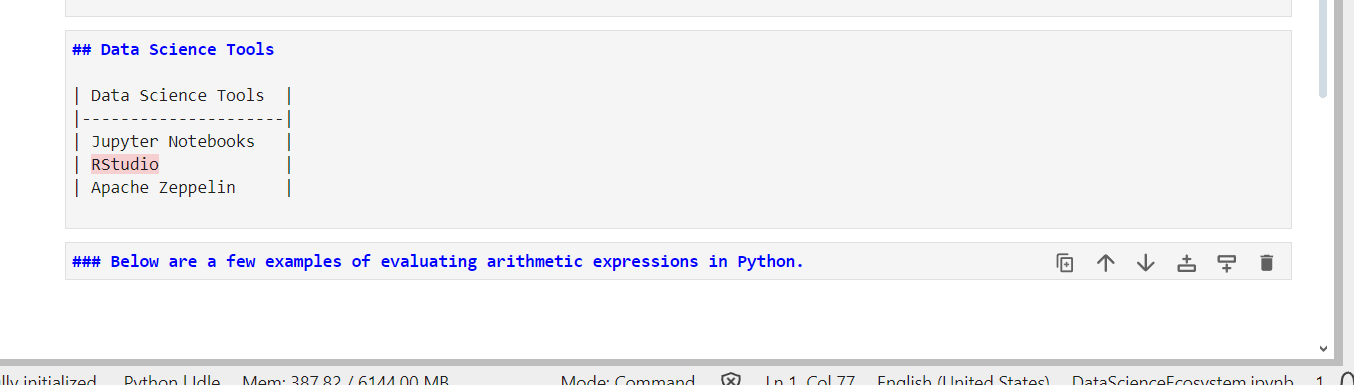 ## Data Science Tools
| Data Science Tools  |
|---------------------|
| Jupyter Notebooks   |
| RStudio             |
| Apache Zeppelin     |
### Below are a few examples of evaluating arithmetic expressions in Python.
initialized Python | Idle Mem: 387.82 / 6144.00 MB Mode: Command Ln 1, Col 77 English (United States) DataScienceEcosystem.ipynb 1